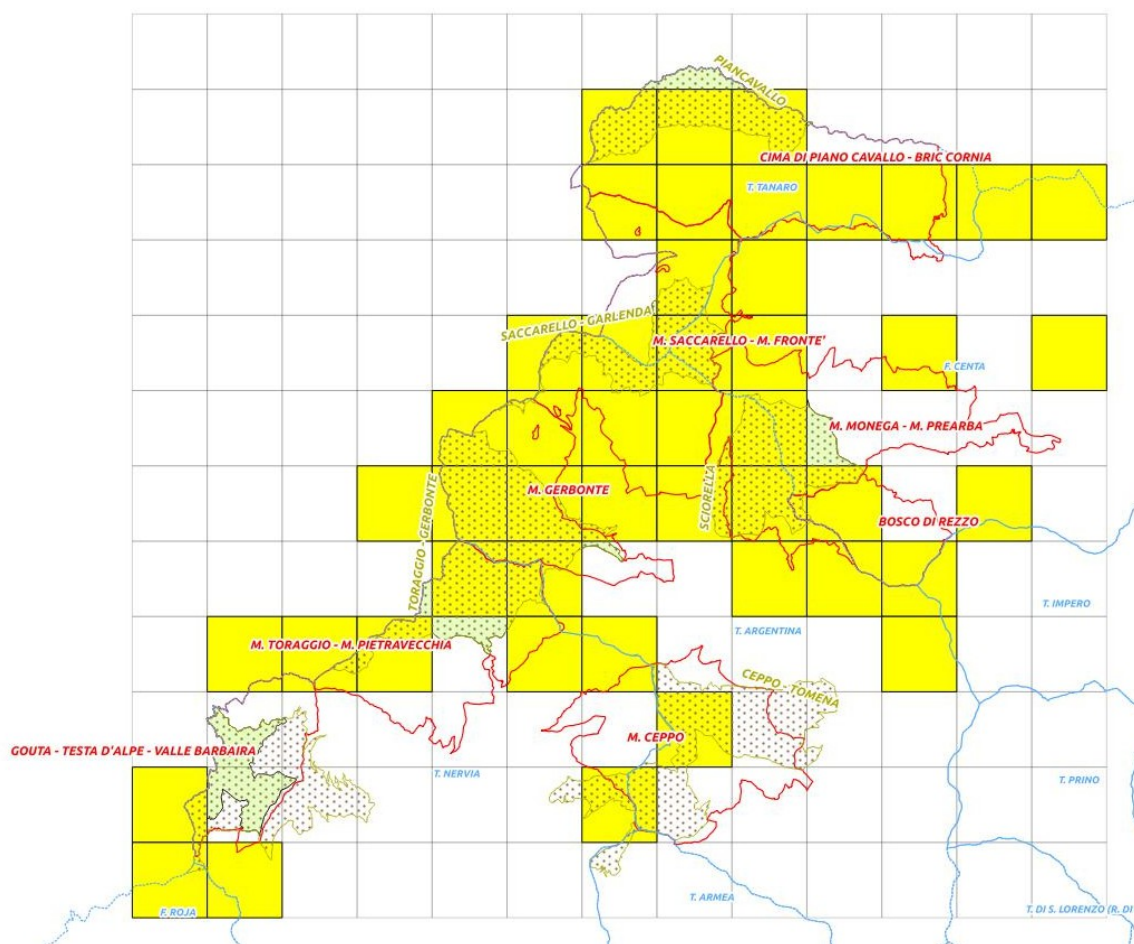 PIANCAVALLO
CIMA DI PIANO CAVALLO - BRIC CORNIA
T. TANARO
SACCARELLO - GARLENDA
M. SACCARELLO - M. FRONTE'
F. CENTA
M. MONEGA - M. PREARBA
TORAGGIO - GERBONTE
M. GERBONTE
SCIORELLA
BOSCO DI REZZO
T. IMPERO
T. ARGENTINA
M. TORAGGIO - M. PIETRAVECCHIA
CEPPO - TOMENA
M. CEPPO
GOUTA - TESTA D'ALPE - VALLE BARBAIRA
T. NERVIA
T. PRINO
T. ARMEA
F. ROJA
T. DI S. LORENZO (R. DI